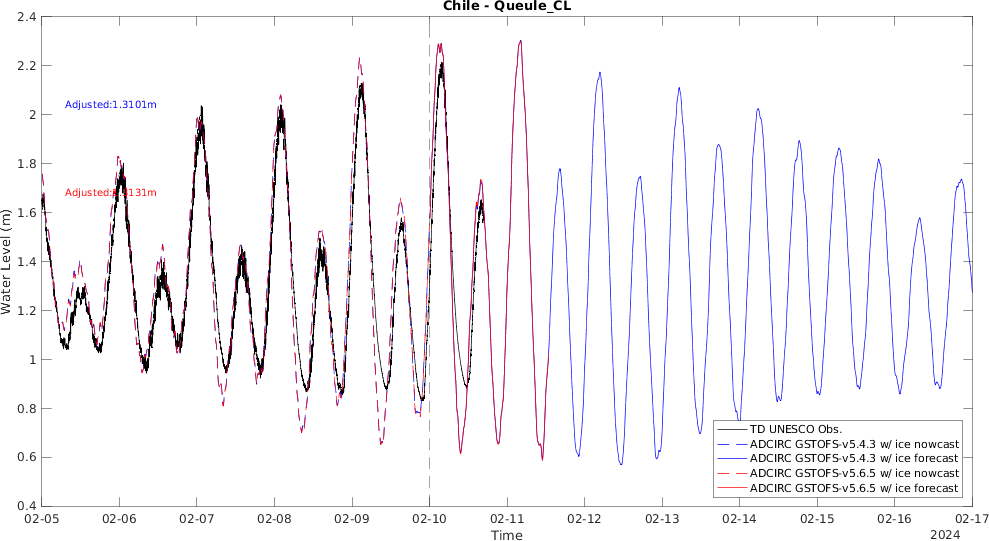 Chile - Queule_CL
2.4
2.2
2
1.8
1.6
1.4
1.2
1
0.8
0.6
0.4
Water Level (m)
Adjusted:1.3101m
02-05
02-06
02-07
02-08
02-09
02-10
02-11
02-12
02-13
02-14
02-15
02-16
02-17
Time
2024
TD UNESCO Obs.
ADCIRC GSTOFS-v5.4.3 w/ ice nowcast
ADCIRC GSTOFS-v5.4.3 w/ ice forecast
ADCIRC GSTOFS-v5.6.5 w/ ice nowcast
ADCIRC GSTOFS-v5.6.5 w/ ice forecast